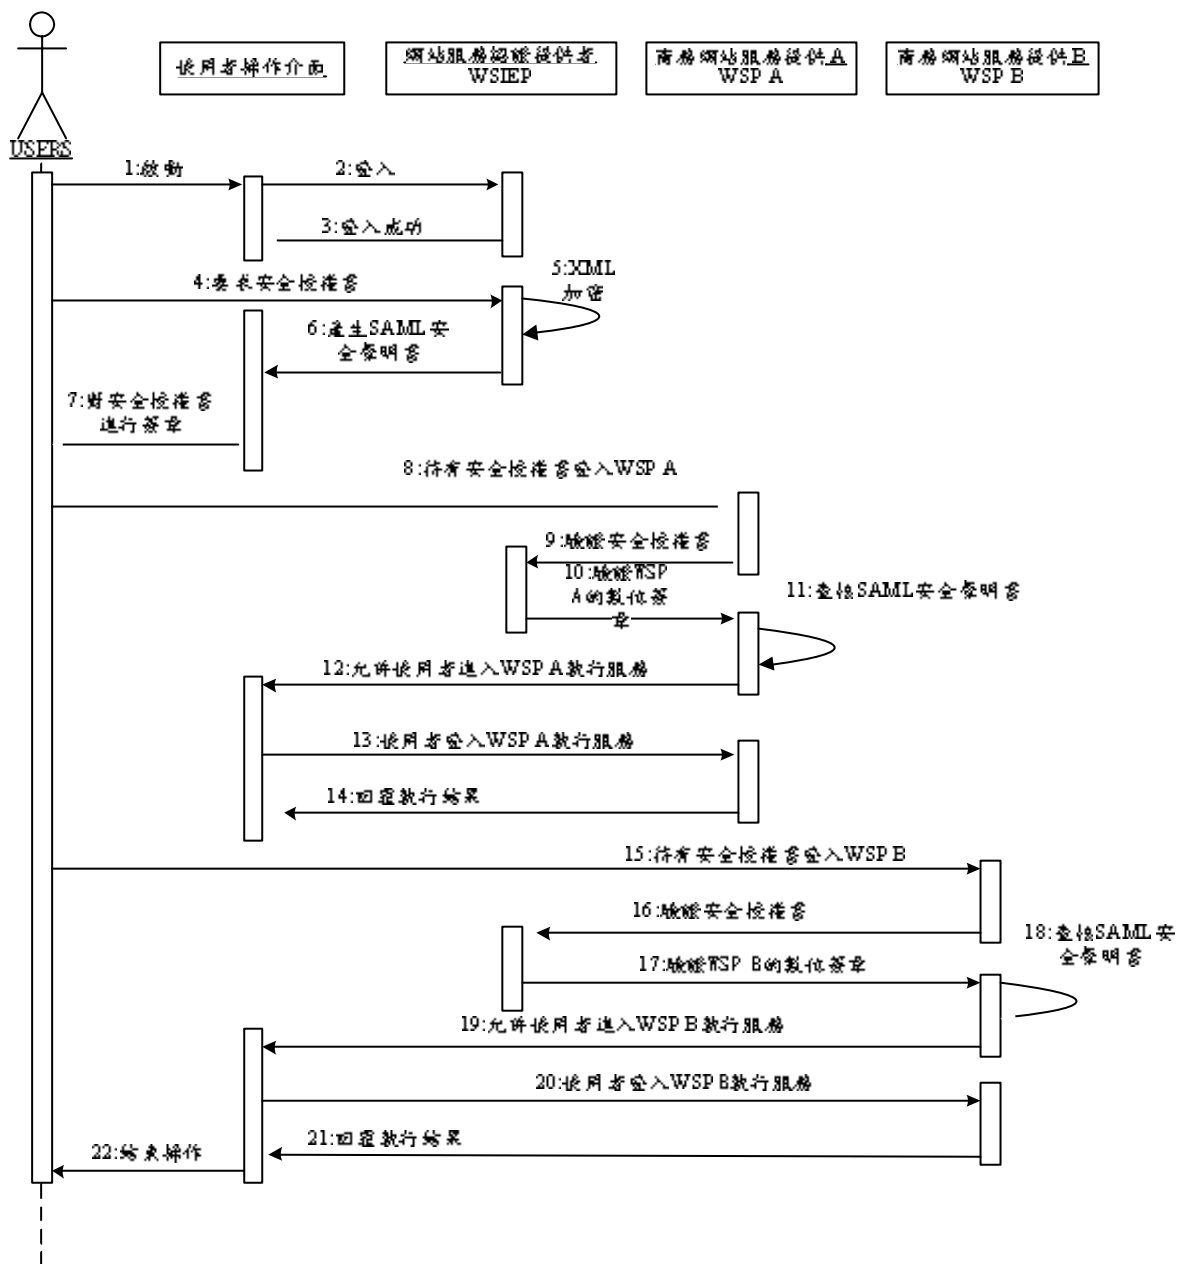 使用者操作介面
網站服務認證提供者
WSIEP
商務網站服務提供A
WSP A
商務網站服務提供B
WSP B
USERS
1:啟動
2:登入
3:登入成功
4:要求安全授權書
5:XML
加密
6:產生SAML安
全聲明書
7:對安全授權書
進行簽章
8:持有安全授權書登入WSP A
9:驗證安全授權書
10:驗證WSP
A的數位簽
章
11:查核SAML安全聲明書
12:允許使用者進入WSP A執行服務
13:使用者登入WSP A執行服務
14:回覆執行結果
15:持有安全授權書登入WSP B
16:驗證安全授權書
17:驗證WSP B的數位簽章
18:查核SAML安
全聲明書
19:允許使用者進入WSP B執行服務
20:使用者登入WSP B執行服務
21:回覆執行結果
22:結束操作